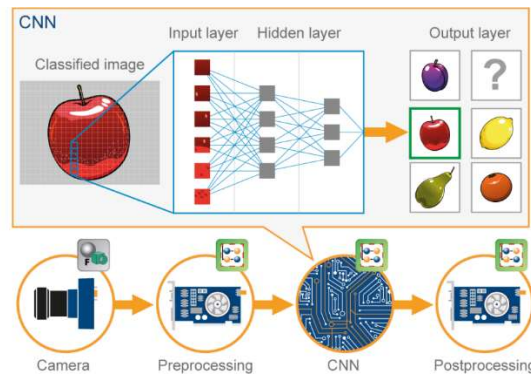 CNN
Input layer
Hidden layer
Output layer
Classified image
?
F
Camera
Preprocessing
CNN
Postprocessing